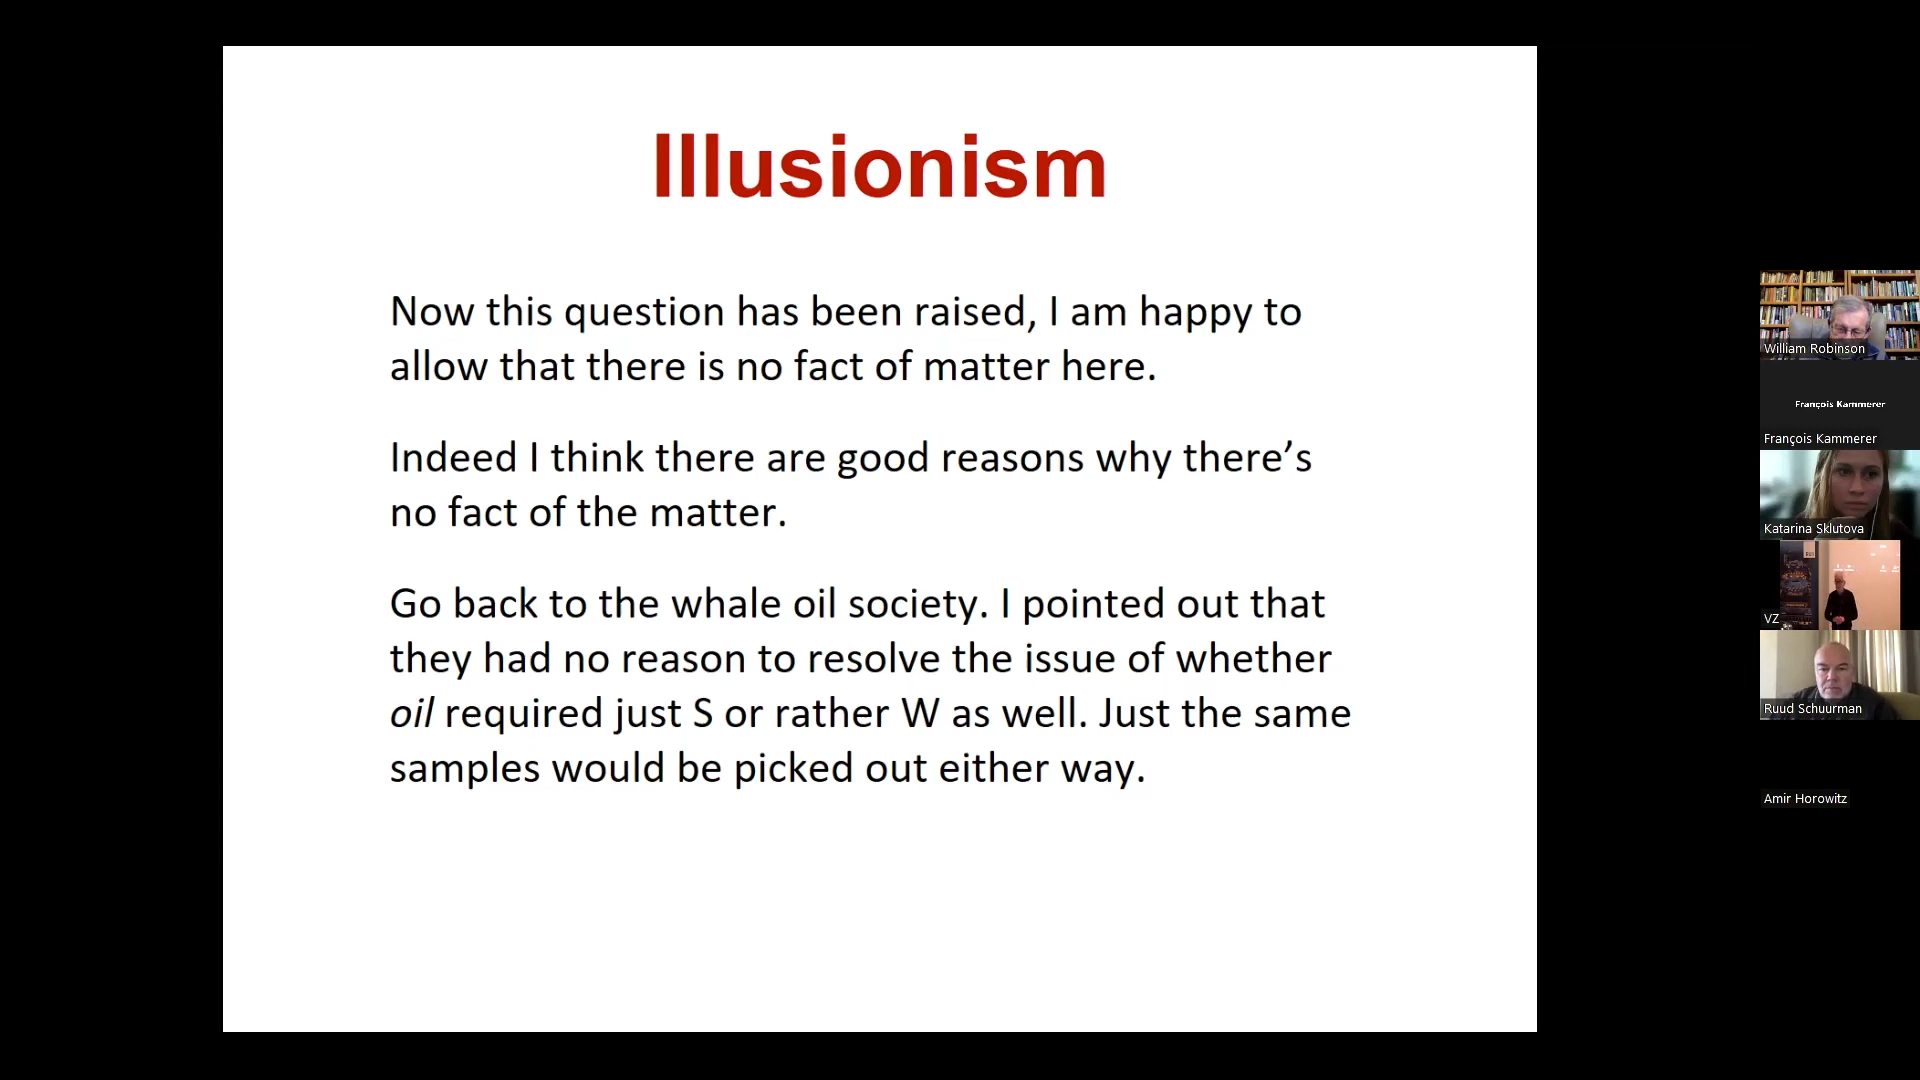 Illusionism
Now this question has been raised, I am happy to
allow that there is no fact of matter here.
Indeed I think there are good reasons why there’s
no fact of the matter.
Go back to the whale oil society. I pointed out that
they had no reason to resolve the issue of whether
oil required just S or rather W as well. Just the same
samples would be picked out either way.
William Robinson
François Kammerer
François Kammerer
Katarina Sklutova
VZ
Ruud Schuurman
Amir Horowitz